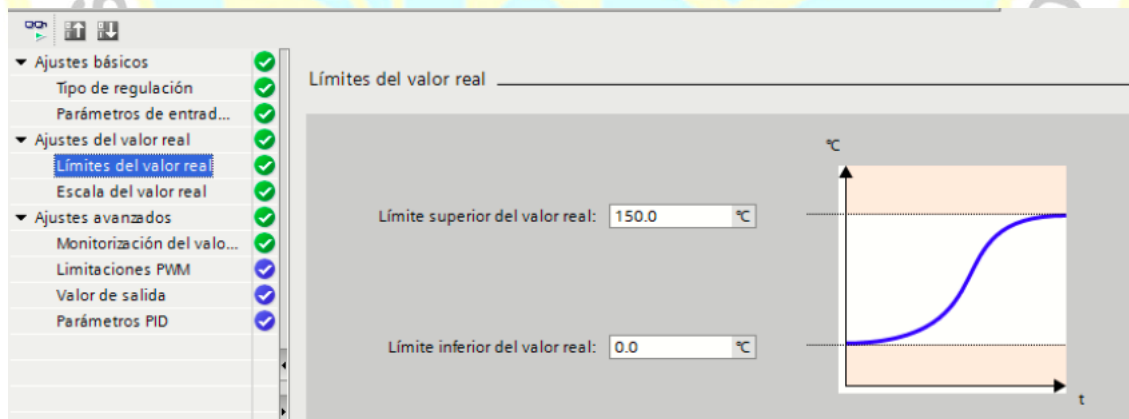 Ajustes básicos
Tipo de regulación
Parámetros de entrad...
Ajustes del valor real
Límites del valor real
Escala del valor real
Ajustes avanzados
Monitorización del valo...
Limitaciones PWM
Valor de salida
Parámetros PID
Límites del valor real
°C
Límite superior del valor real: 150.0 °C
Límite inferior del valor real: 0.0 °C
t